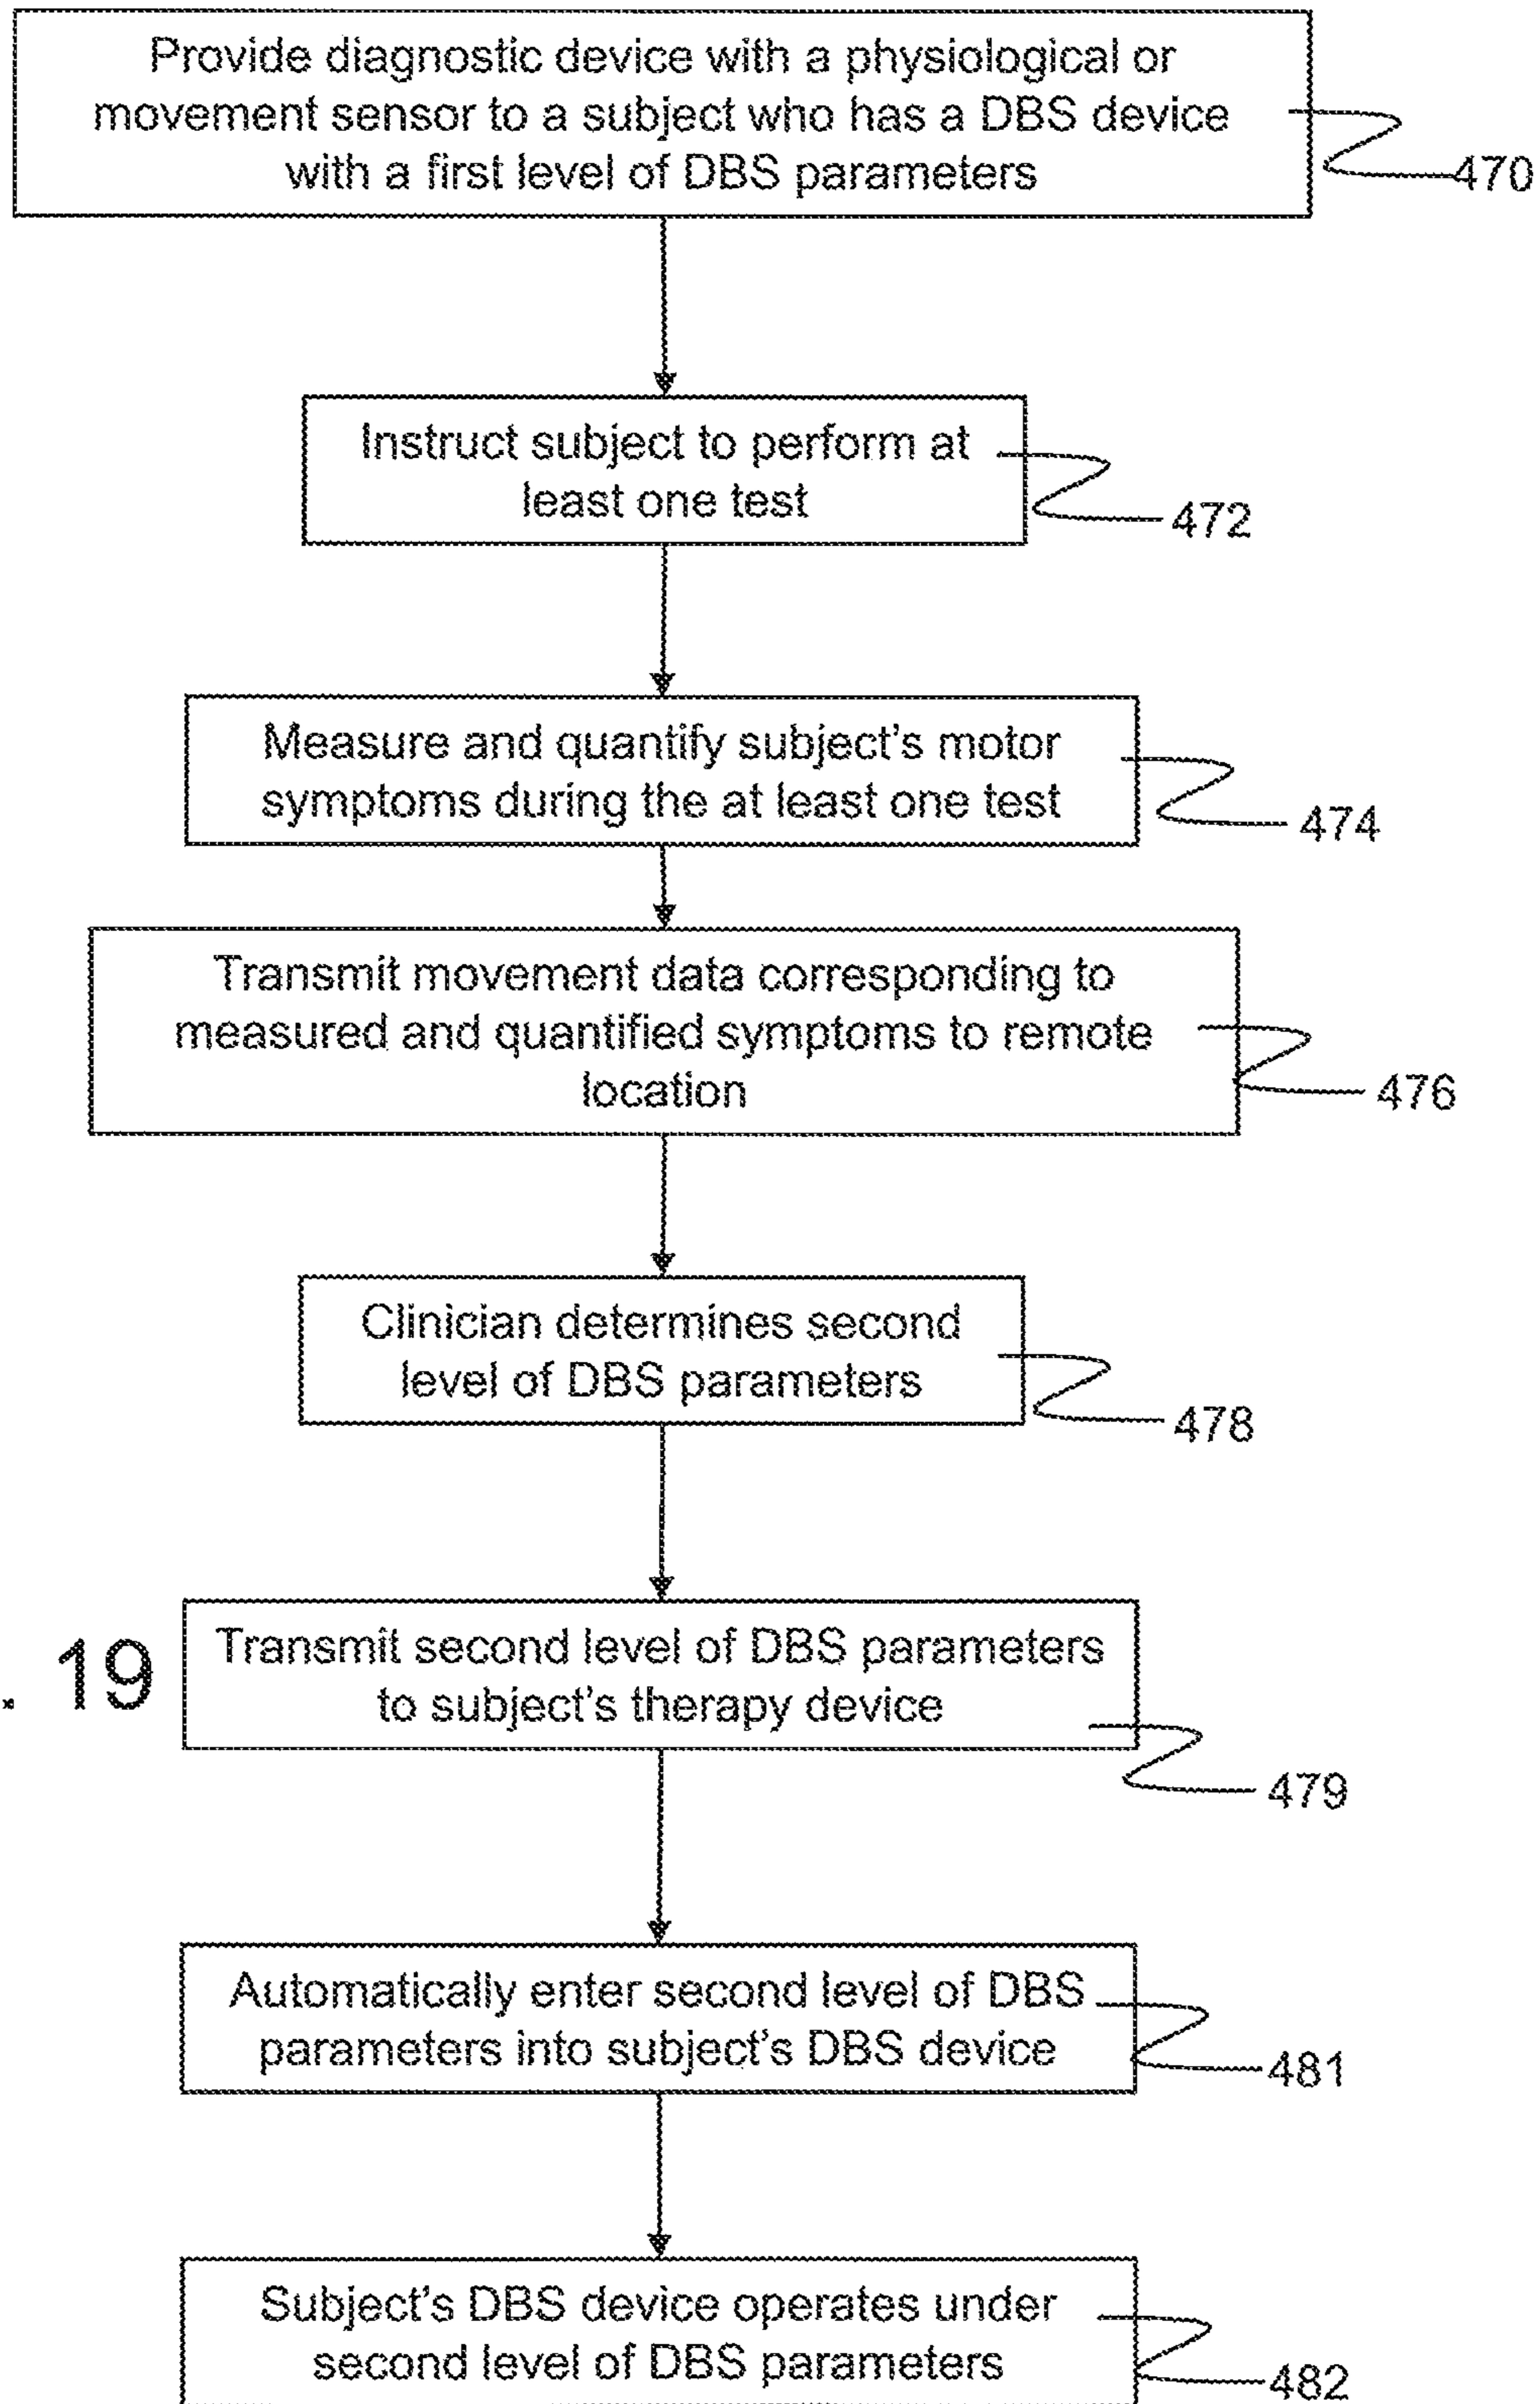 Provide diagnostic device with a physiological or
movement sensor to a subject who has a DBS device
with a first level of DBS parameters
470
Instruct subject to perform at
least one test
472
Measure and quantify subject's motor
symptoms during the at least one test
474
Transmit movement data corresponding to
measured and quantified symptoms to remote
location
476
Clinician determines second
level of DBS parameters
478
. 19
Transmit second level of DBS parameters
to subject's therapy device
479
Automatically enter second level of DBS
parameters into subject's DBS device
481
Subject's DBS device operates under
second level of DBS parameters
482